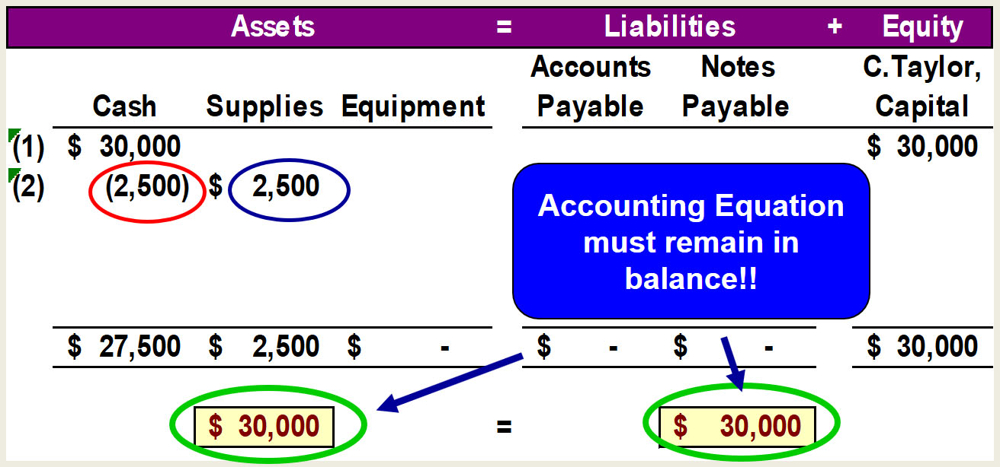 Assets = Liabilities + Equity
Accounts Notes C.Taylor,
Cash Supplies Equipment Payable Payable Capital
(1) $ 30,000 $ 30,000
(2) (2,500) $ 2,500
Accounting Equation
must remain in
balance!!
$ 27,500 $ 2,500 $ - $ - $ - $ 30,000
$ 30,000 = $ 30,000